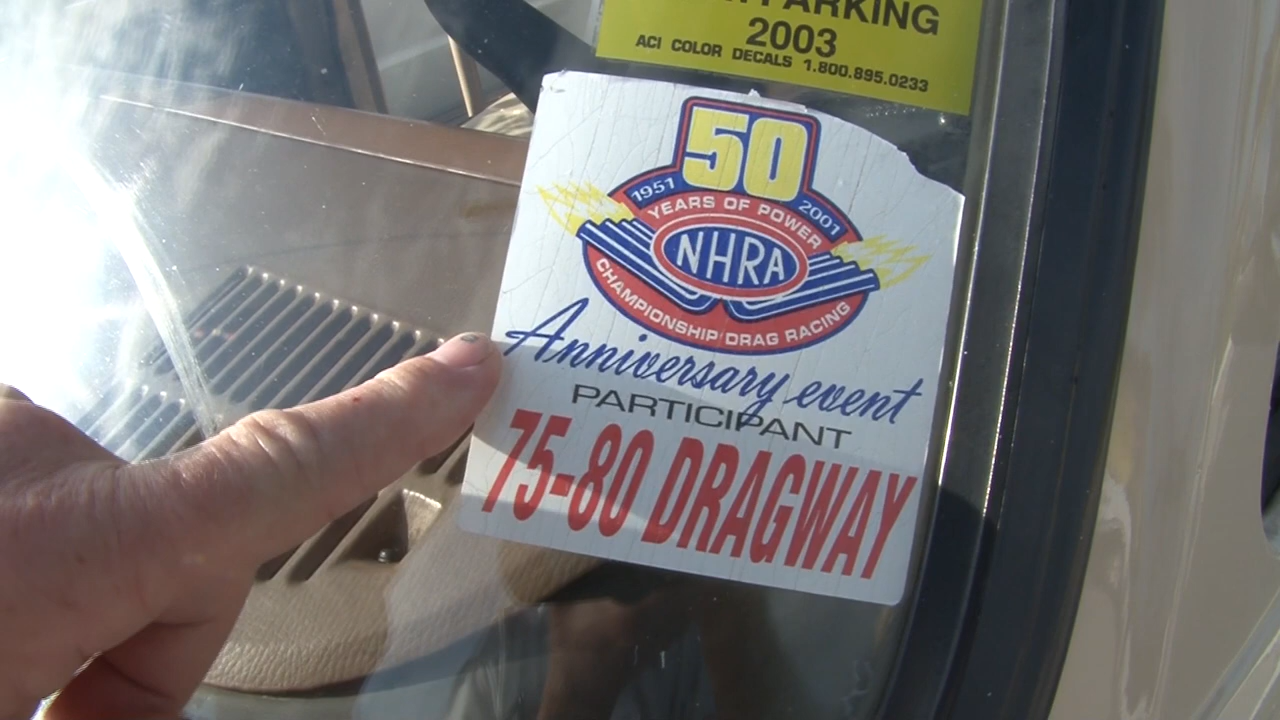 PARKING
2003
ACI COLOR DECALS 1.800.895.0233
50
1951 2001
YEARS OF POWER
NHRA
CHAMPIONSHIP DRAG RACING
Anniversary event
PARTICIPANT
75-80 DRAGWAY